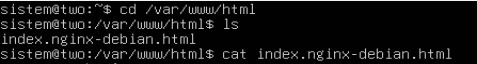 sistem@two:~$ cd /var/www/html
sistem@two:/var/www/html$ ls
index.nginx-debian.html
sistem@two:/var/www/html$ cat index.nginx-debian.html